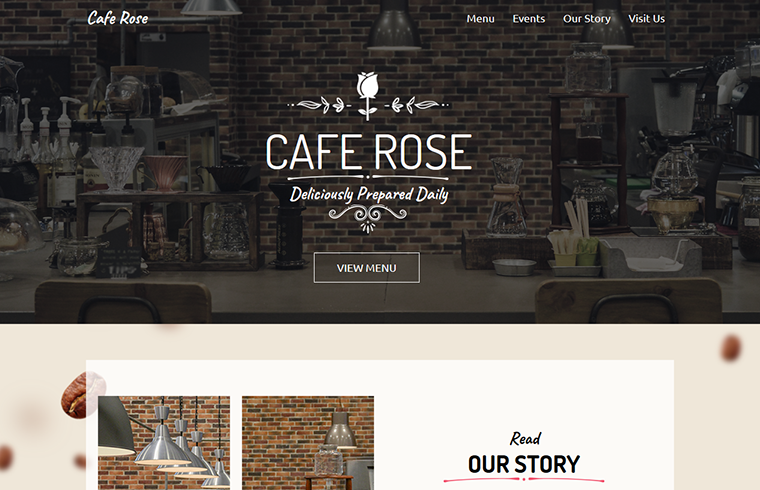 Cafe Rose
Menu Events Our Story Visit Us
CAFE ROSE
Deliciously Prepared Daily
VIEW MENU
Read
OUR STORY